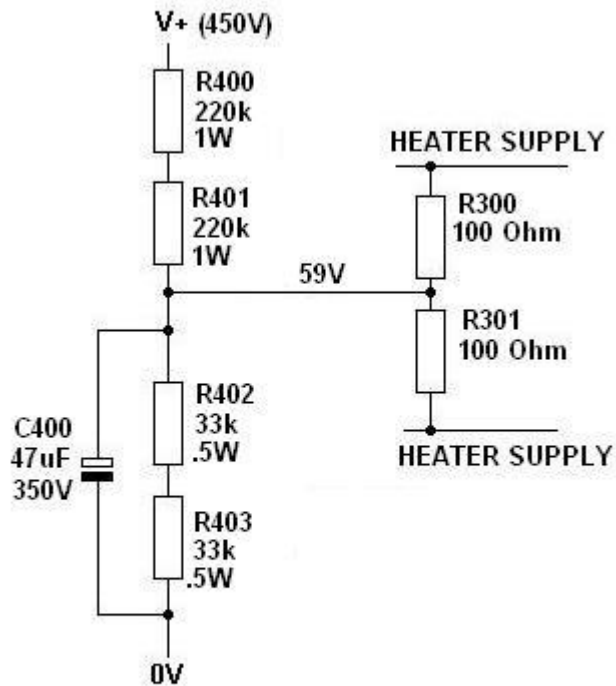 V+ (450V)
R400
220k
1W
HEATER SUPPLY
R401
220k
1W
R300
100 Ohm
59V
R301
100 Ohm
R402
33k
.5W
C400
47uF
350V
HEATER SUPPLY
R403
33k
.5W
0V